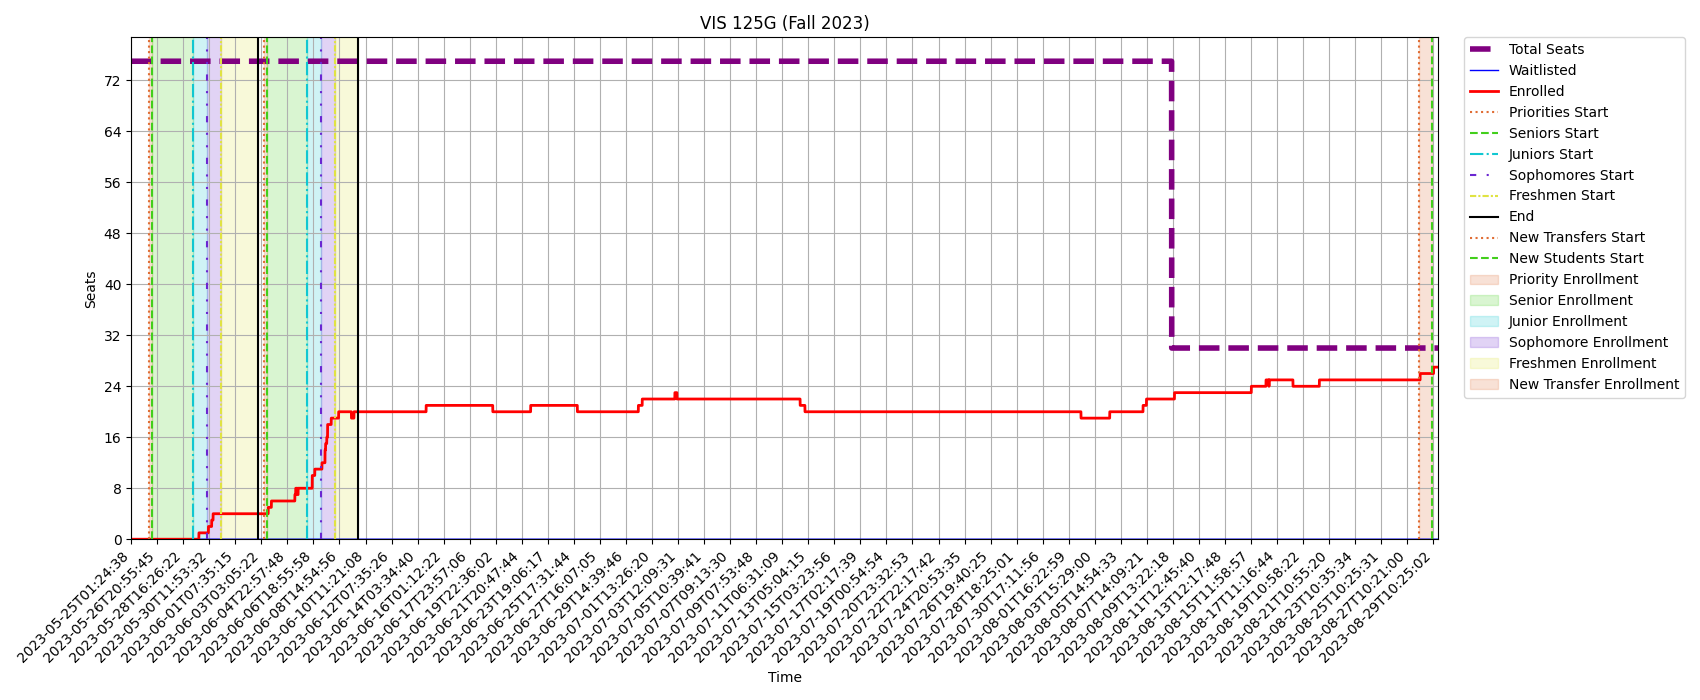 VIS 125G (Fall 2023)
Seats
72
64
56
48
40
32
24
16
8
0
2023-05-25T01:24:38
2023-05-26T20:55:45
2023-05-28T16:26:22
2023-05-30T11:53:32
2023-06-01T07:35:15
2023-06-03T03:05:22
2023-06-04T22:57:48
2023-06-06T18:55:58
2023-06-08T14:54:56
2023-06-10T11:21:08
2023-06-12T07:35:26
2023-06-14T03:34:40
2023-06-16T01:12:22
2023-06-17T23:57:06
2023-06-19T22:36:02
2023-06-21T20:47:44
2023-06-23T19:06:17
2023-06-25T17:31:44
2023-06-27T16:07:05
2023-06-29T14:39:46
2023-07-01T13:26:20
2023-07-03T12:09:31
2023-07-05T10:39:41
2023-07-07T09:13:30
2023-07-09T07:53:48
2023-07-11T06:31:09
2023-07-13T05:04:15
2023-07-15T03:23:56
2023-07-17T02:17:39
2023-07-19T00:54:54
2023-07-20T23:32:53
2023-07-22T22:17:42
2023-07-24T20:53:35
2023-07-26T19:40:25
2023-07-28T18:25:01
2023-07-30T17:11:56
2023-08-01T16:22:59
2023-08-03T15:29:00
2023-08-05T14:54:33
2023-08-07T14:09:21
2023-08-09T13:22:18
2023-08-11T12:45:40
2023-08-13T12:17:48
2023-08-15T11:58:57
2023-08-17T11:16:44
2023-08-19T10:58:22
2023-08-21T10:55:20
2023-08-23T10:35:34
2023-08-25T10:25:31
2023-08-27T10:21:00
2023-08-29T10:25:02
Time
Total Seats
Waitlisted
Enrolled
Priorities Start
Seniors Start
Juniors Start
Sophomores Start
Freshmen Start
End
New Transfers Start
New Students Start
Priority Enrollment
Senior Enrollment
Junior Enrollment
Sophomore Enrollment
Freshmen Enrollment
New Transfer Enrollment